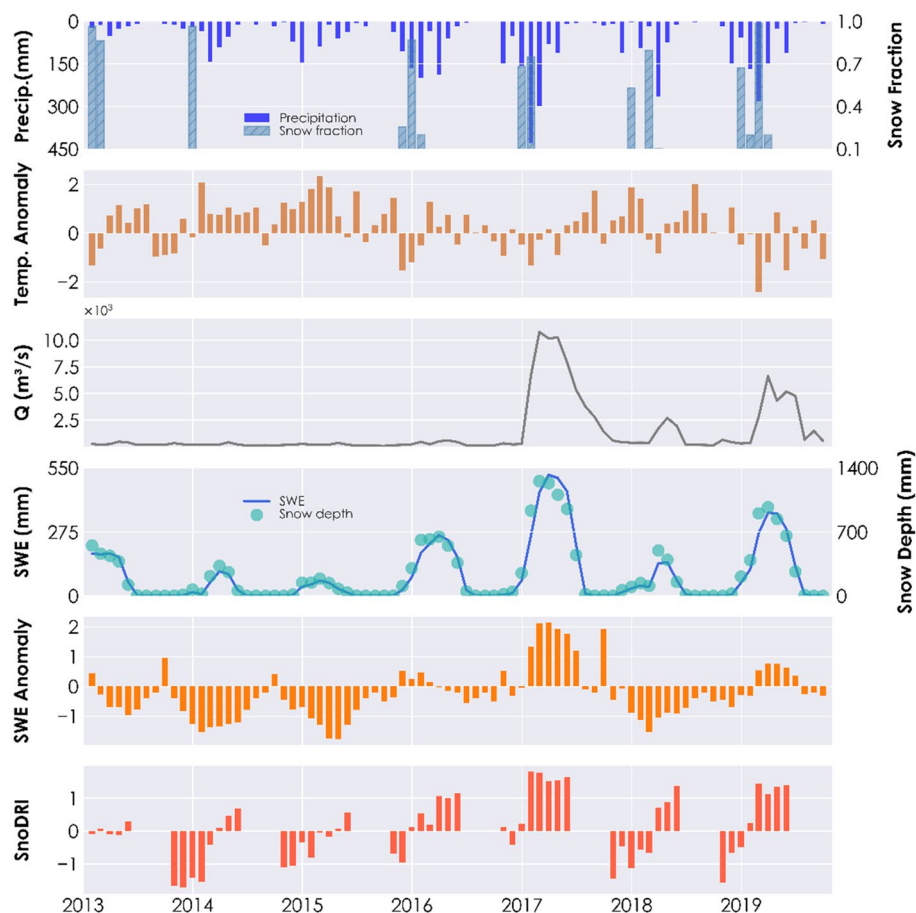 0
150
300
450
Precip.(mm)
Precipitation
Snow fraction
1.0
0.7
0.4
0.1
Snow Fraction
2
0
−2
Temp. Anomaly
×10³
10.0
7.5
5.0
2.5
Q (m³/s)
550
275
0
SWE (mm)
SWE
Snow depth
1400
700
0
Snow Depth (mm)
2
1
0
−1
SWE Anomaly
1
0
−1
SnoDRI
2013 2014 2015 2016 2017 2018 2019